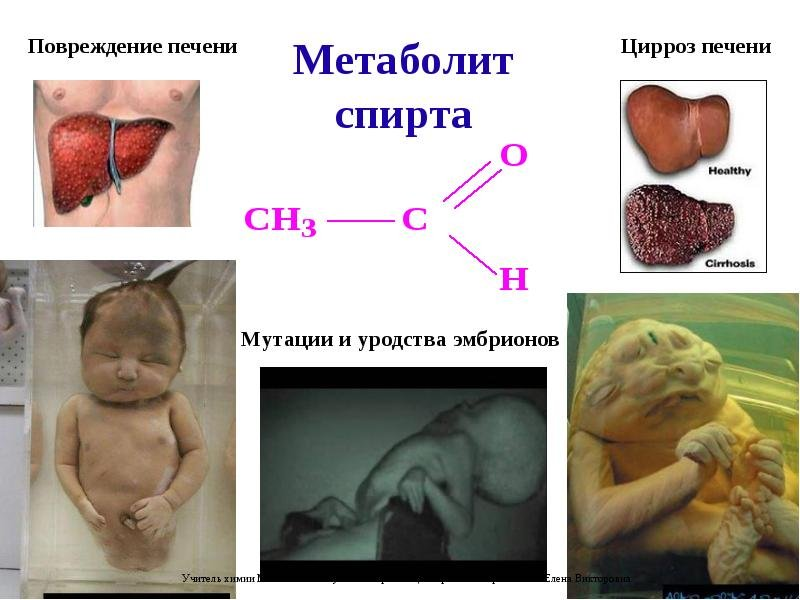 Повреждение печени
Метаболит
спирта
Цирроз печени
Healthy
Cirrhosis
O
CH3 C
H
Мутации и уродства эмбрионов
Учитель химии Елена Викторовна